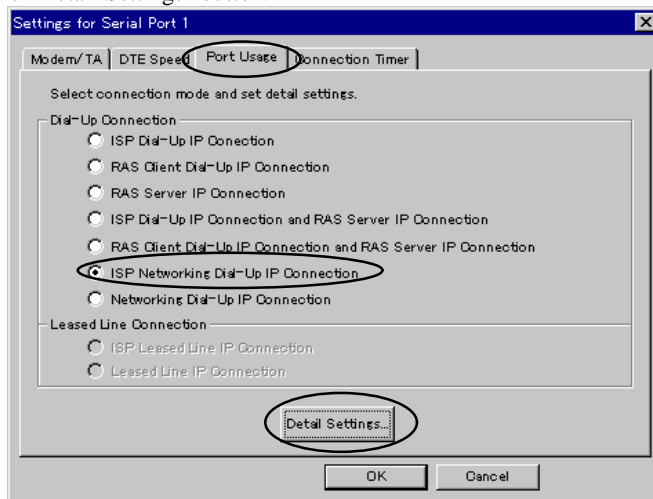 Settings for Serial Port 1
Modem/TA DTE Speed Port Usage Connection Timer
Select connection mode and set detail settings.
Dial-Up Connection
ISP Dial-Up IP Conection
RAS Client Dial-Up IP Connection
RAS Server IP Connection
ISP Dial-Up IP Connection and RAS Server IP Connection
RAS Client Dial-Up IP Connection and RAS Server IP Connection
ISP Networking Dial-Up IP Connection
Networking Dial-Up IP Connection
Leased Line Connection
ISP Leased Line IP Connection
Leased Line IP Connection
Detail Settings...
OK Cancel